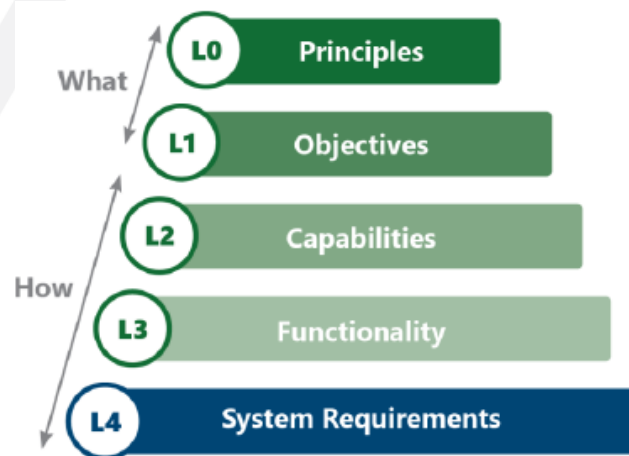 L0 Principles
What
L1 Objectives
L2 Capabilities
How
L3 Functionality
L4 System Requirements